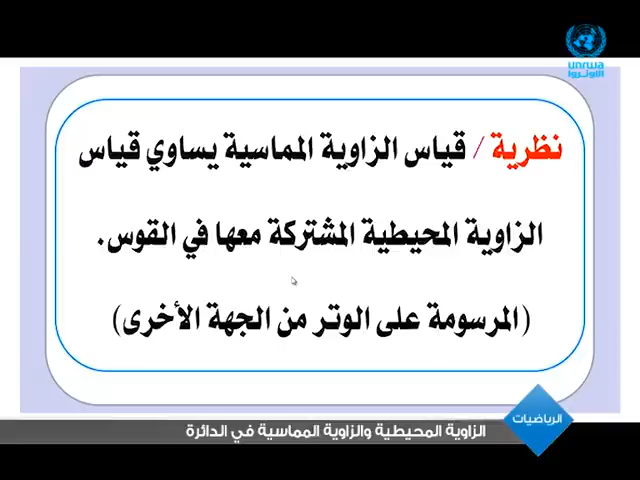 unrwa
الأونروا
نظرية / قياس الزاوية المماسية يساوي قياس
الزاوية المحيطية المشتركة معها في القوس.
(المرسومة على الوتر من الجهة الأخرى)
الرياضيات
الزاوية المحيطية والزاوية المماسية في الدائرة